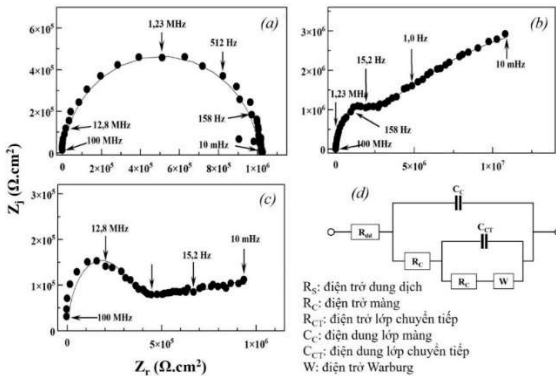 (a)
6×10⁵
4×10⁵
2×10⁵
0
1,23 MHz
512 Hz
158 Hz
12,8 MHz
100 MHz
10 mHz
0
2×10⁵
4×10⁵
6×10⁵
8×10⁵
1×10⁶
(b)
3×10⁶
2×10⁶
1×10⁶
0
1,23 MHz
15,2 Hz
1,0 Hz
10 mHz
158 Hz
100 MHz
0
5×10⁶
1×10⁷
Zj (Ω.cm²)
(c)
3×10⁵
2×10⁵
1×10⁵
0
12,8 MHz
15,2 Hz
10 mHz
100 MHz
0
2×10⁵
4×10⁵
6×10⁵
8×10⁵
1×10⁶
Zr (Ω.cm²)
(d)
CC
CCT
Rdd
RC
RC
W
RS: điện trở dung dịch
RC: điện trở màng
RCT: điện trở lớp chuyển tiếp
CC: điện dung lớp màng
CCT: điện dung lớp chuyển tiếp
W: điện trở Warburg